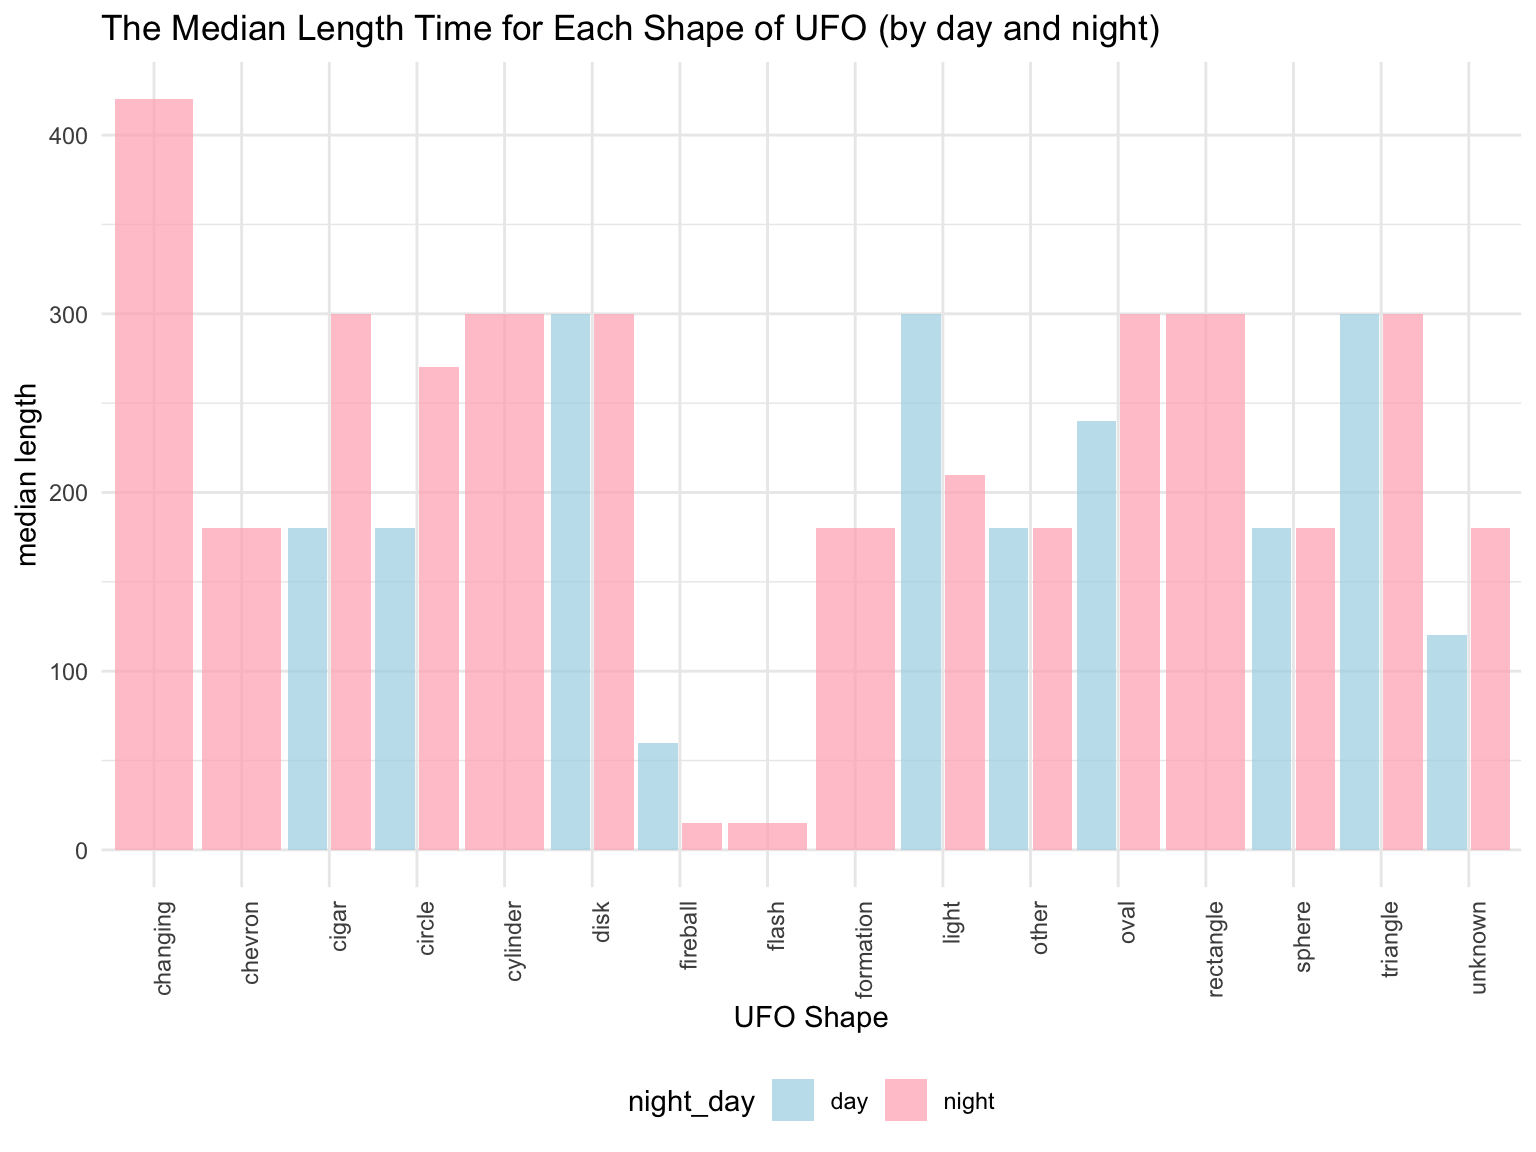 The Median Length Time for Each Shape of UFO (by day and night)
median length
400
300
200
100
0
changing
chevron
cigar
circle
cylinder
disk
fireball
flash
formation
light
other
oval
rectangle
sphere
triangle
unknown
UFO Shape
night_day day night